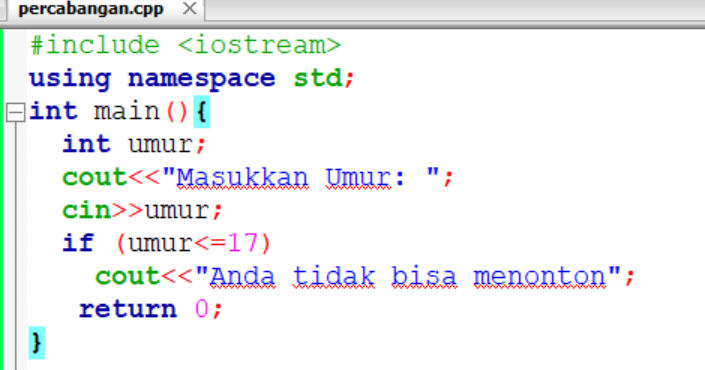 percabangan.cpp
#include <iostream>
using namespace std;
int main(){
int umur;
cout<<"Masukkan Umur: ";
cin>>umur;
if (umur<=17)
cout<<"Anda tidak bisa menonton";
return 0;
}